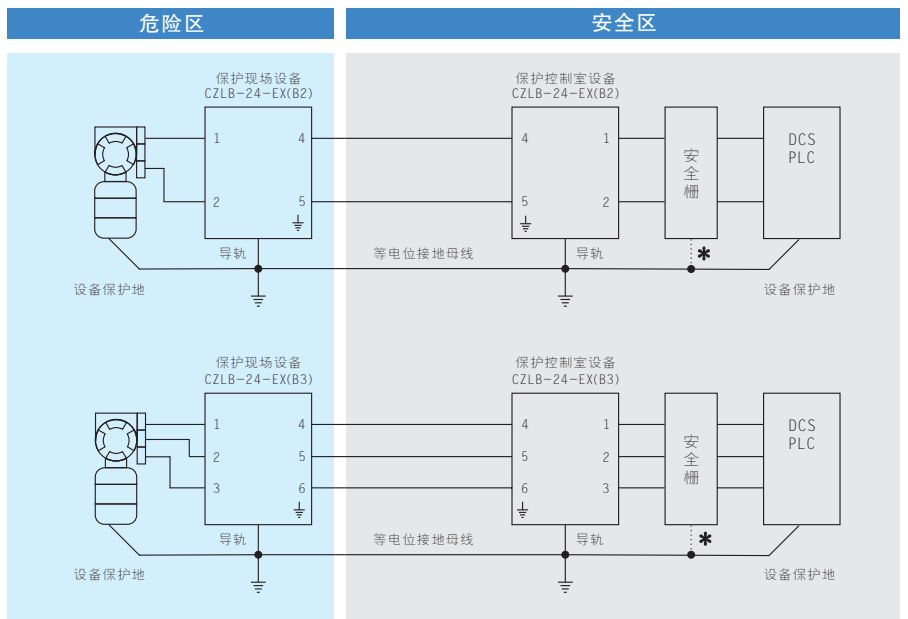 危险区
安全区
保护现场设备
CZLB-24-EX(B2)
保护控制室设备
CZLB-24-EX(B2)
1
4
4
1
安全栅
DCS
PLC
2
5
5
2
导轨
等电位接地母线
导轨
*
设备保护地
设备保护地
保护现场设备
CZLB-24-EX(B3)
保护控制室设备
CZLB-24-EX(B3)
1
4
4
1
安全栅
DCS
PLC
2
5
5
2
3
6
6
3
导轨
等电位接地母线
导轨
*
设备保护地
设备保护地